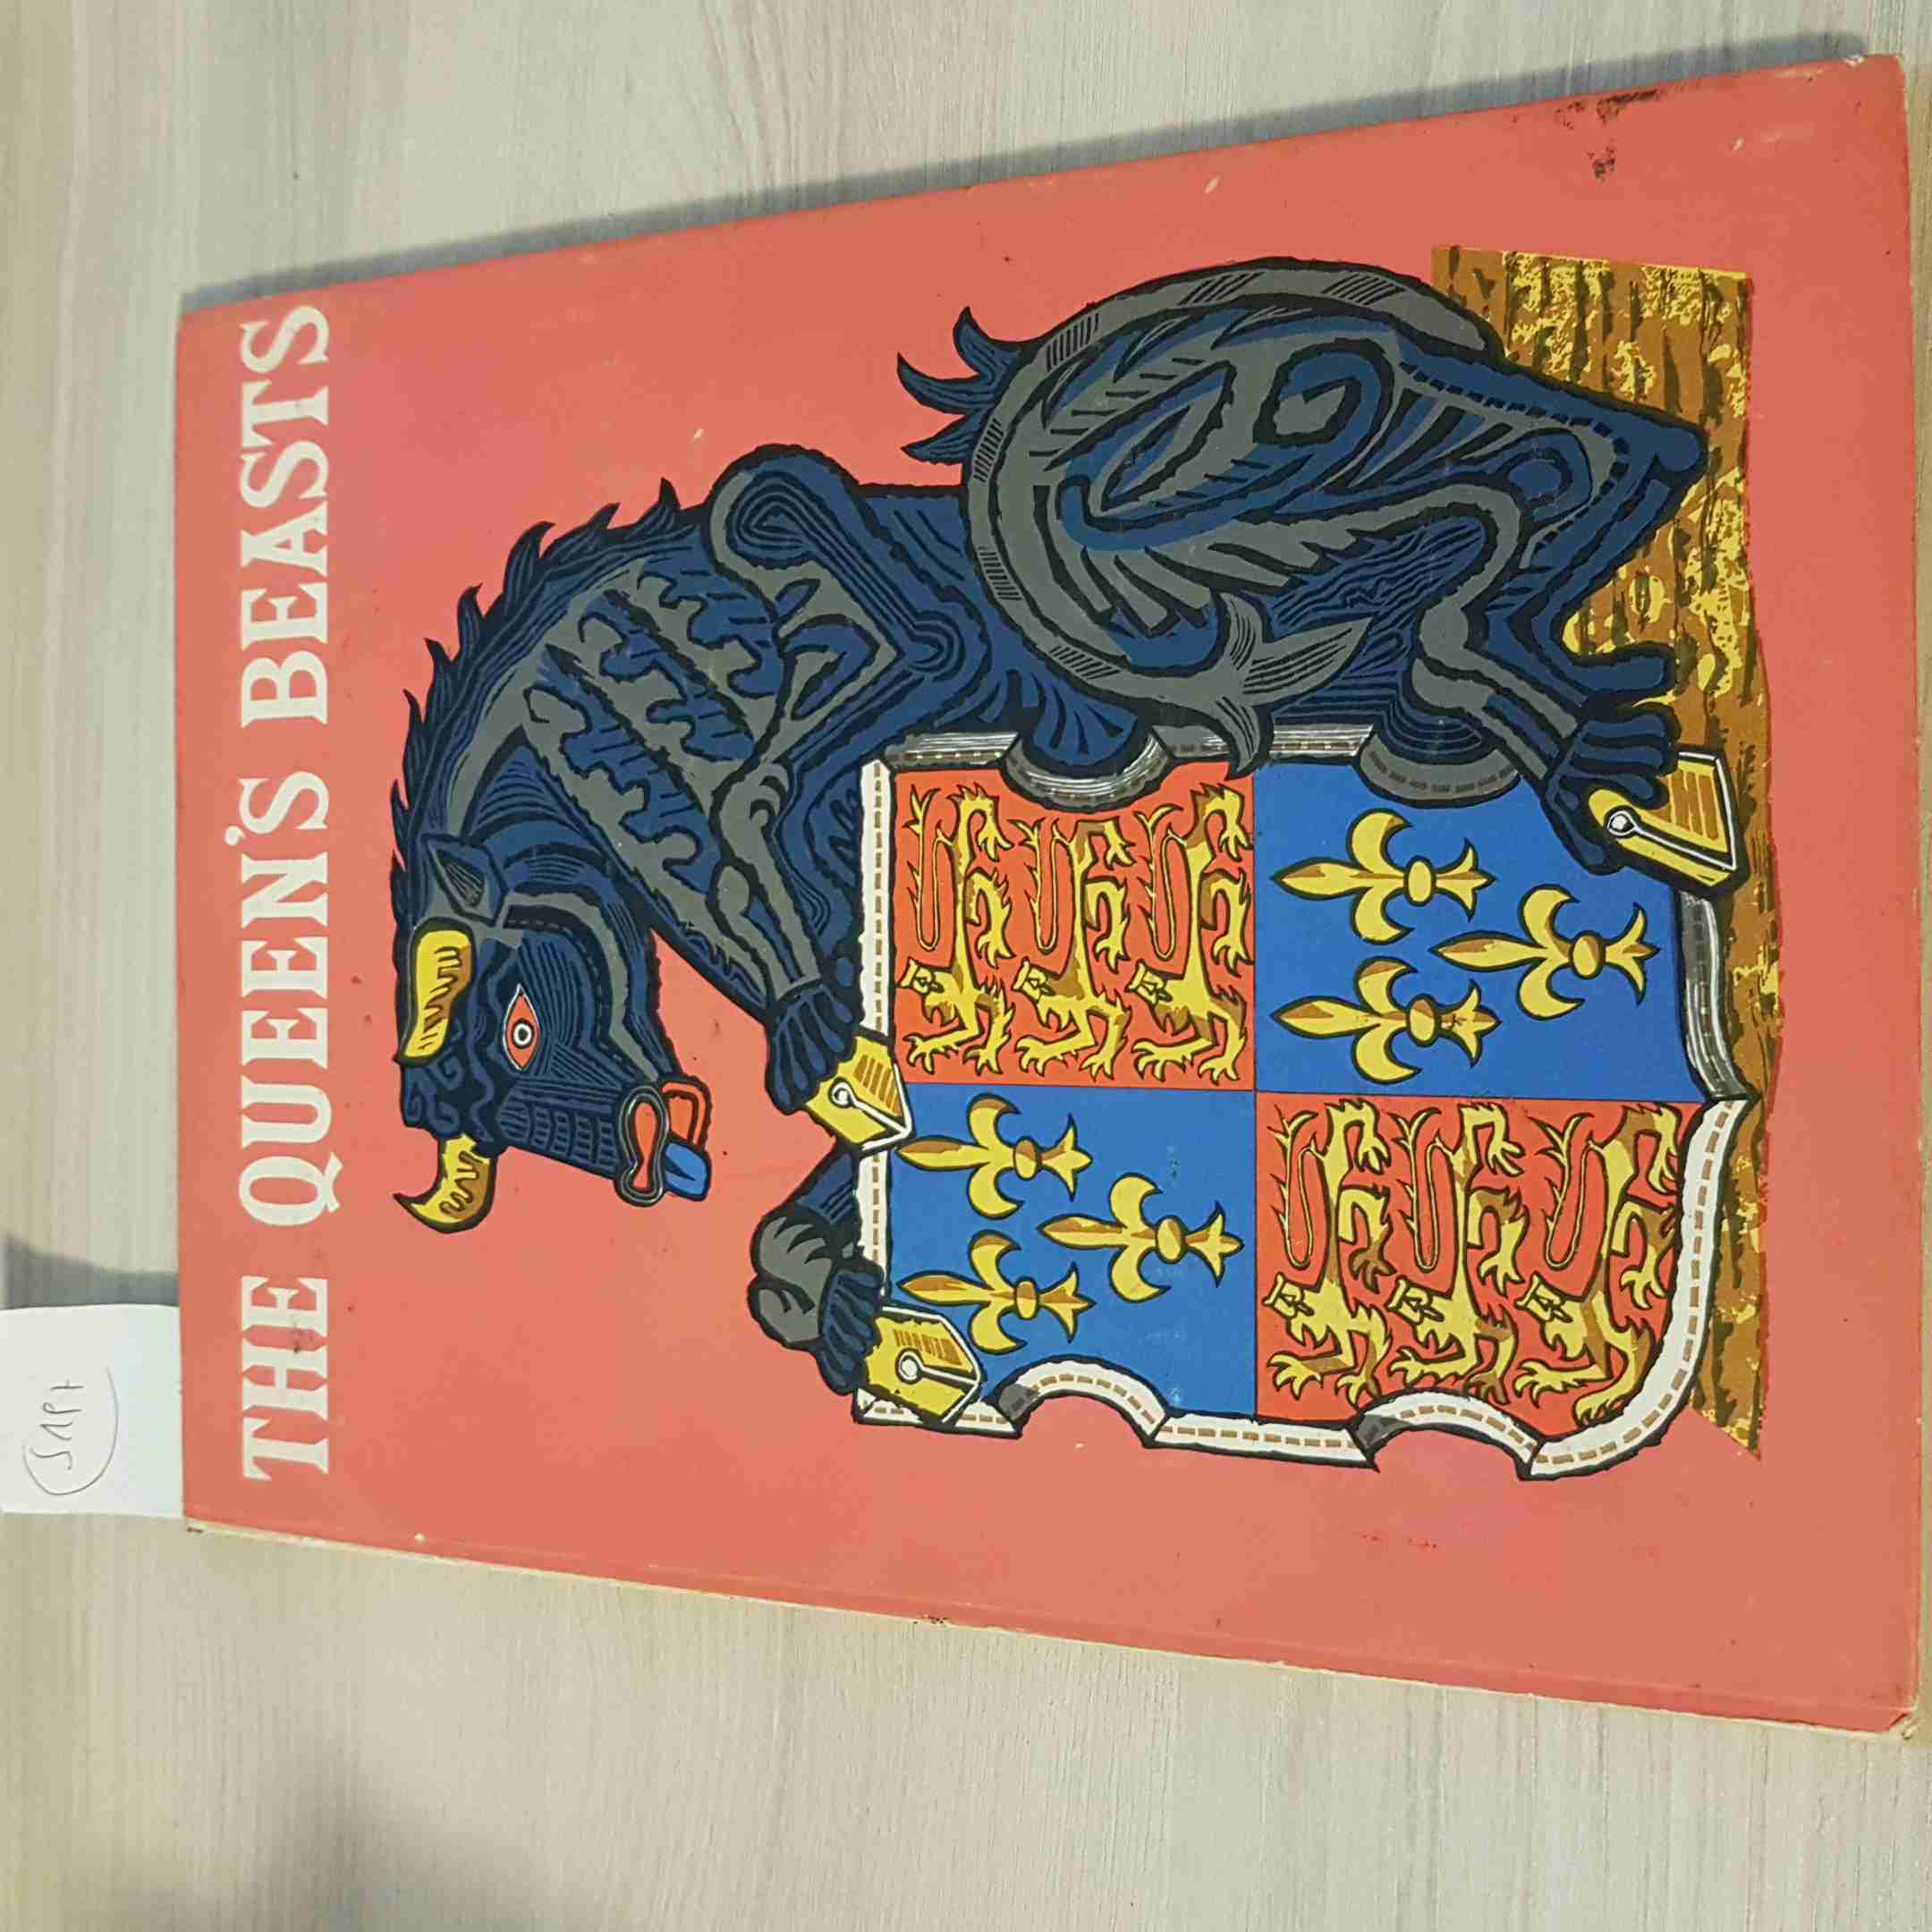 THE QUEEN'S BEASTS